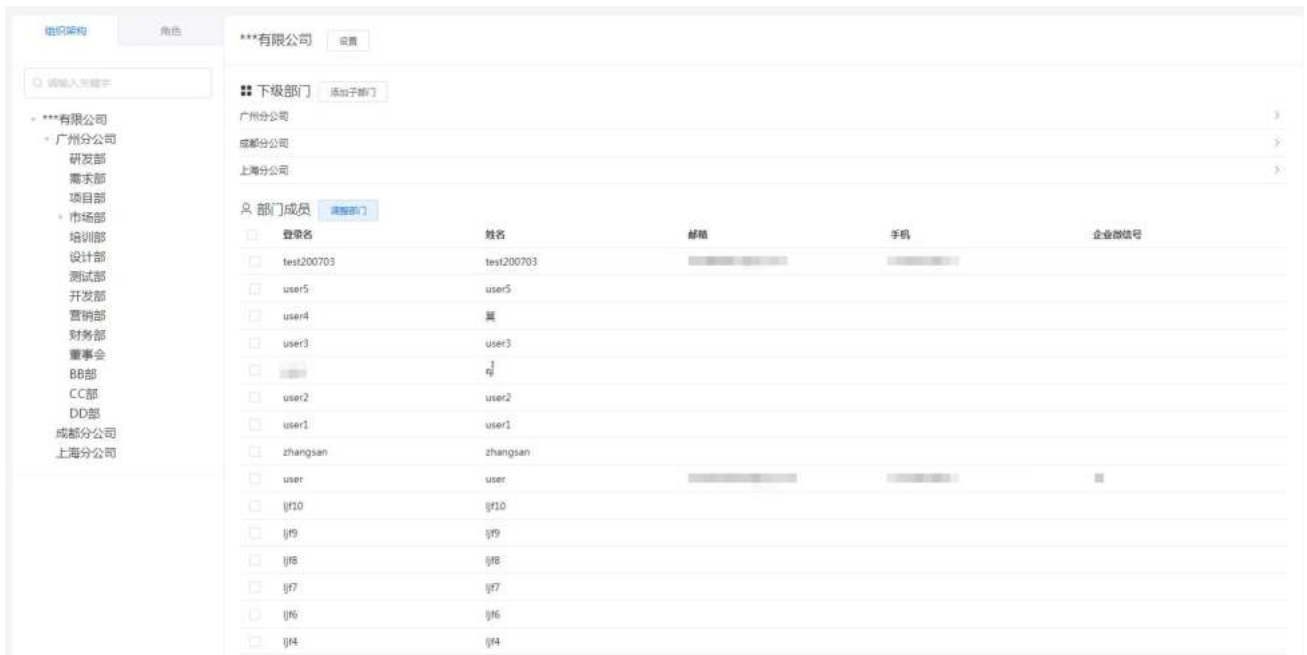 组织架构 角色
请输入关键字
***有限公司
广州分公司
研发部
需求部
项目部
市场部
培训部
设计部
测试部
开发部
营销部
财务部
董事会
BB部
CC部
DD部
成都分公司
上海分公司
***有限公司 设置
下级部门 添加子部门
广州分公司
成都分公司
上海分公司
部门成员 调整部门
登录名 姓名 邮箱 手机 企业微信号
test200703 test200703
user5 user5
user4
user3 user3
user2 user2
user1 user1
zhangsan zhangsan
user user
ljf10 ljf10
ljf9 ljf9
ljf8 ljf8
ljf7 ljf7
ljf6 ljf6
ljf4 ljf4